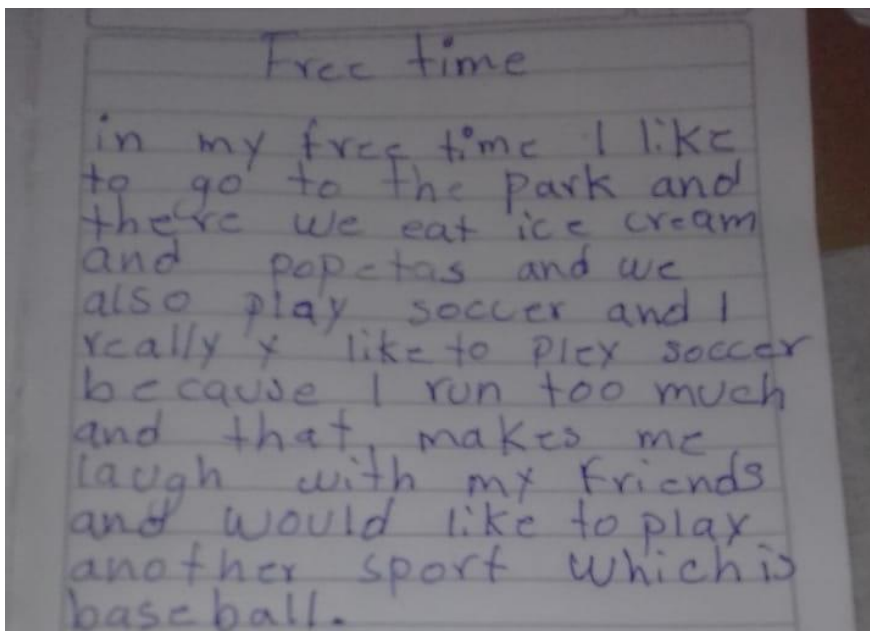 Free time
in my free time I like
to go to the park and
there we eat ice cream
and popetas and we
also play soccer and I
really y like to pley soccer
because I run too much
and that makes me
laugh with my friends
and would like to play
another sport which is
baseball.